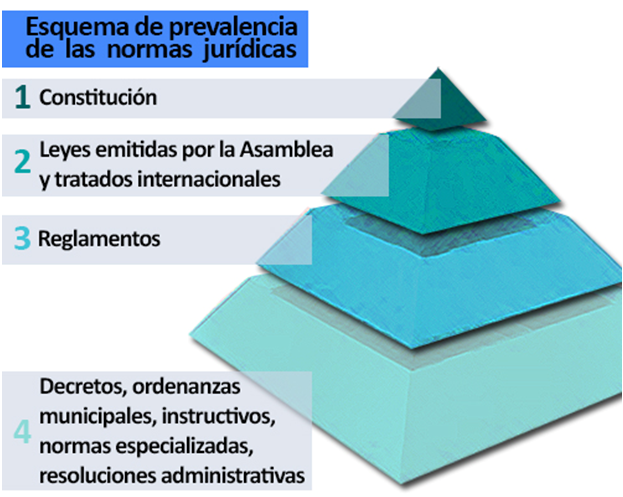 Esquema de prevalencia
de las normas jurídicas
1 Constitución
2 Leyes emitidas por la Asamblea
y tratados internacionales
3 Reglamentos
4 Decretos, ordenanzas
municipales, instructivos,
normas especializadas,
resoluciones administrativas